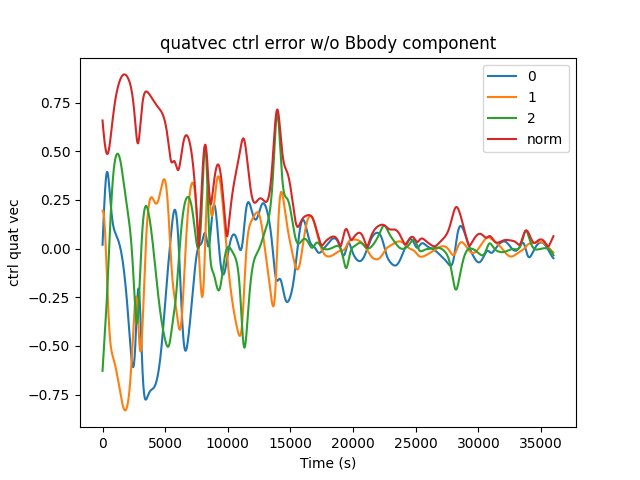 quatvec ctrl error w/o Bbody component
0
1
2
norm
ctrl quat vec
0.75
0.50
0.25
0.00
−0.25
−0.50
−0.75
0 5000 10000 15000 20000 25000 30000 35000
Time (s)